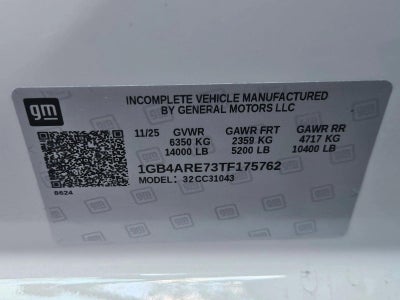 gm
INCOMPLETE VEHICLE MANUFACTURED
BY GENERAL MOTORS LLC
11/25 GVWR GAWR FRT GAWR RR
6350 KG 2359 KG 4717 KG
14000 LB 5200 LB 10400 LB
1GB4ARE73TF175762
MODEL: 32CC31043
6624